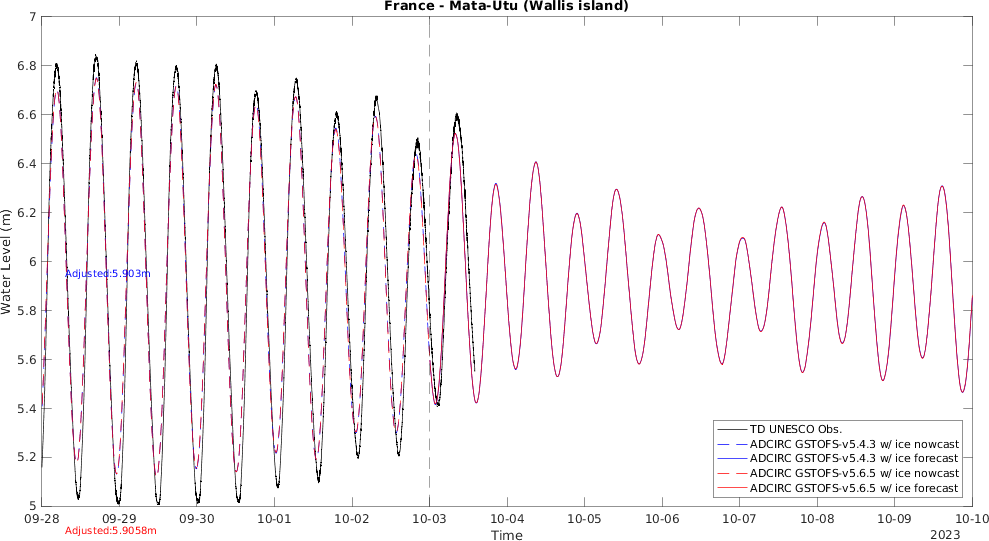 France - Mata-Utu (Wallis island)
7
6.8
6.6
6.4
6.2
6
5.8
5.6
5.4
5.2
5
Water Level (m)
Adjusted:5.903m
TD UNESCO Obs.
ADCIRC GSTOFS-v5.4.3 w/ ice nowcast
ADCIRC GSTOFS-v5.4.3 w/ ice forecast
ADCIRC GSTOFS-v5.6.5 w/ ice nowcast
ADCIRC GSTOFS-v5.6.5 w/ ice forecast
09-28 09-29 09-30 10-01 10-02 10-03 10-04 10-05 10-06 10-07 10-08 10-09 10-10
Adjusted:5.9058m
Time
2023